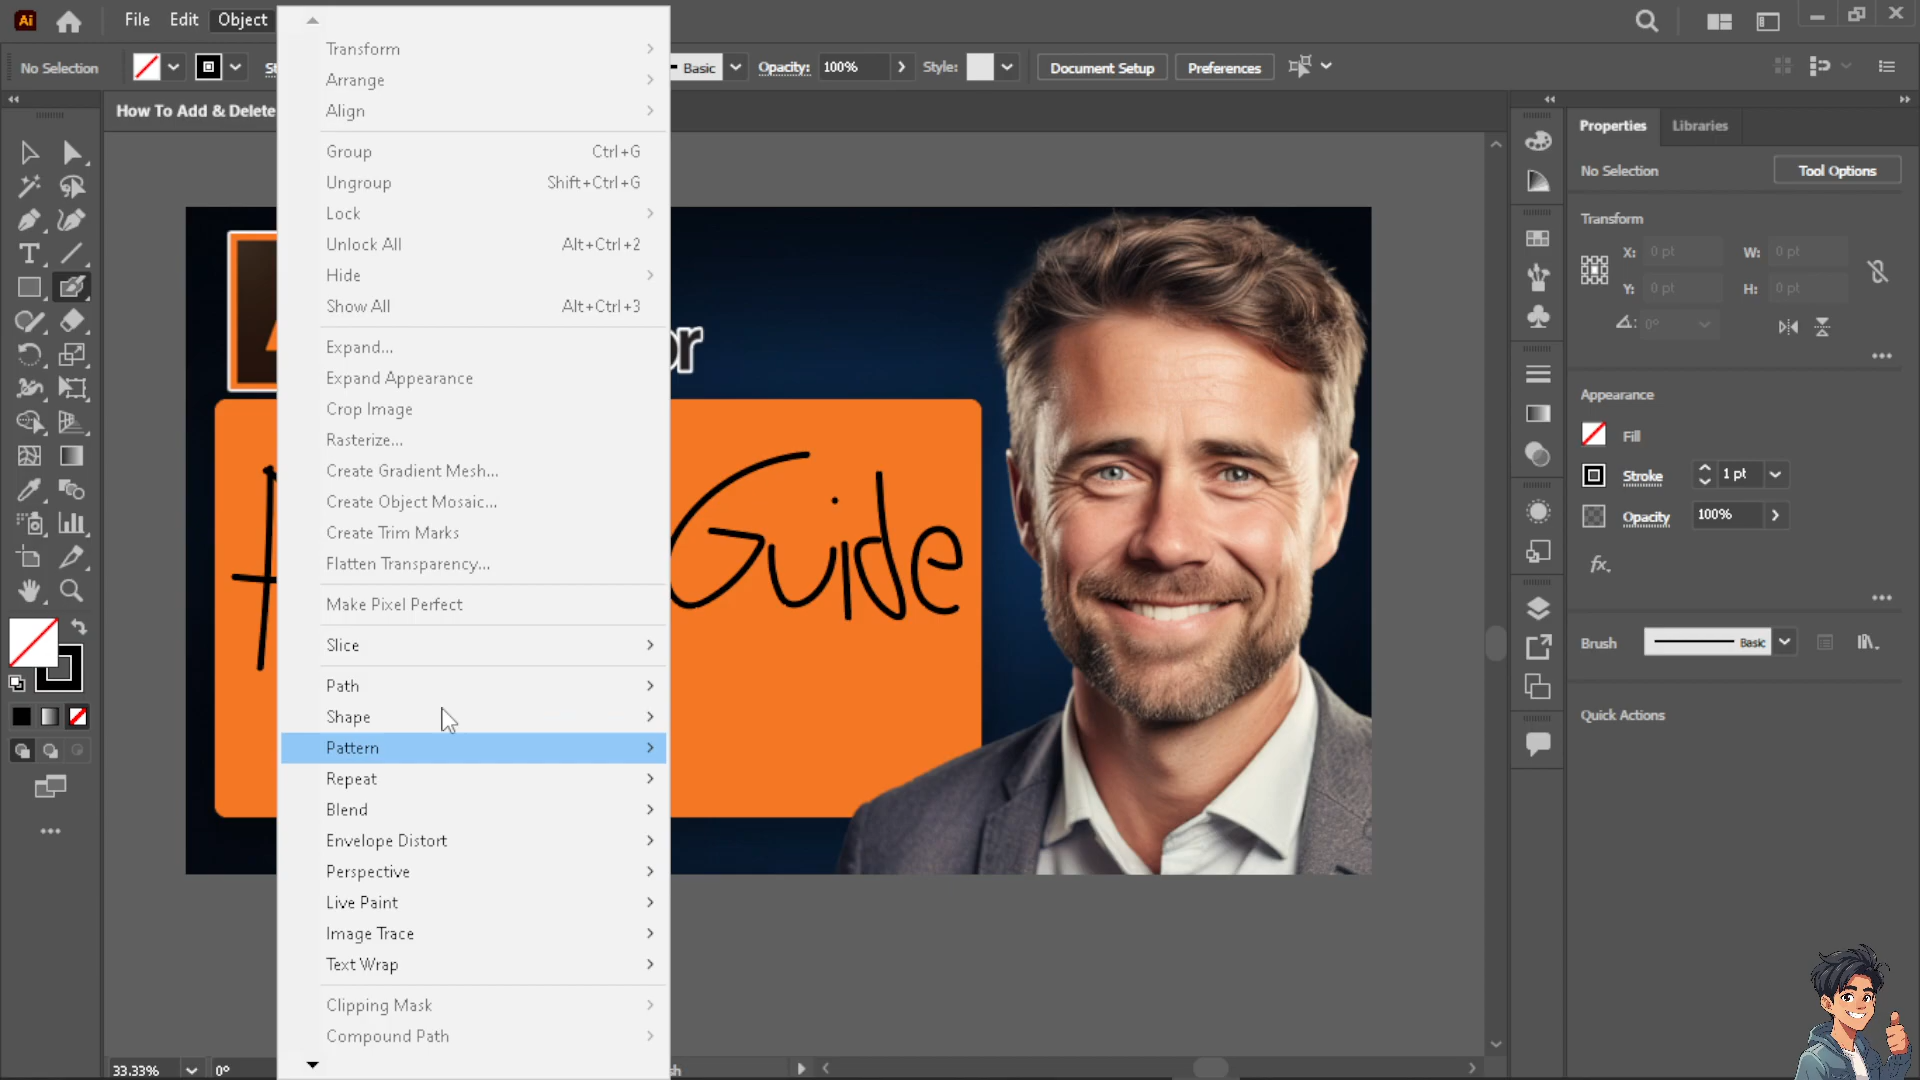 Ai File Edit Object
No Selection Basic Opacity: 100% Style: Document Setup Preferences
How To Add & Delete
Transform
Arrange
Align
Group Ctrl+G
Ungroup Shift+Ctrl+G
Lock
Unlock All Alt+Ctrl+2
Hide
Show All Alt+Ctrl+3
Expand...
Expand Appearance
Crop Image
Rasterize...
Create Gradient Mesh...
Create Object Mosaic...
Create Trim Marks
Flatten Transparency...
Make Pixel Perfect
Slice
Path
Shape
Pattern
Repeat
Blend
Envelope Distort
Perspective
Live Paint
Image Trace
Text Wrap
Clipping Mask
Compound Path
or
Guide
33.33% 0°
Properties Libraries
No Selection Tool Options
Transform
X: 0 pt W: 0 pt
Y: 0 pt H: 0 pt
0°
Appearance
Fill
Stroke 1 pt
Opacity 100%
fx.
Brush Basic
Quick Actions